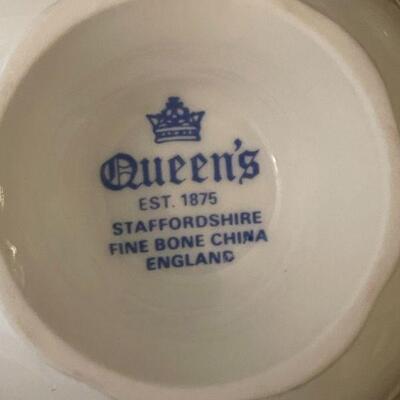 Queen's
EST. 1875
STAFFORDSHIRE
FINE BONE CHINA
ENGLAND